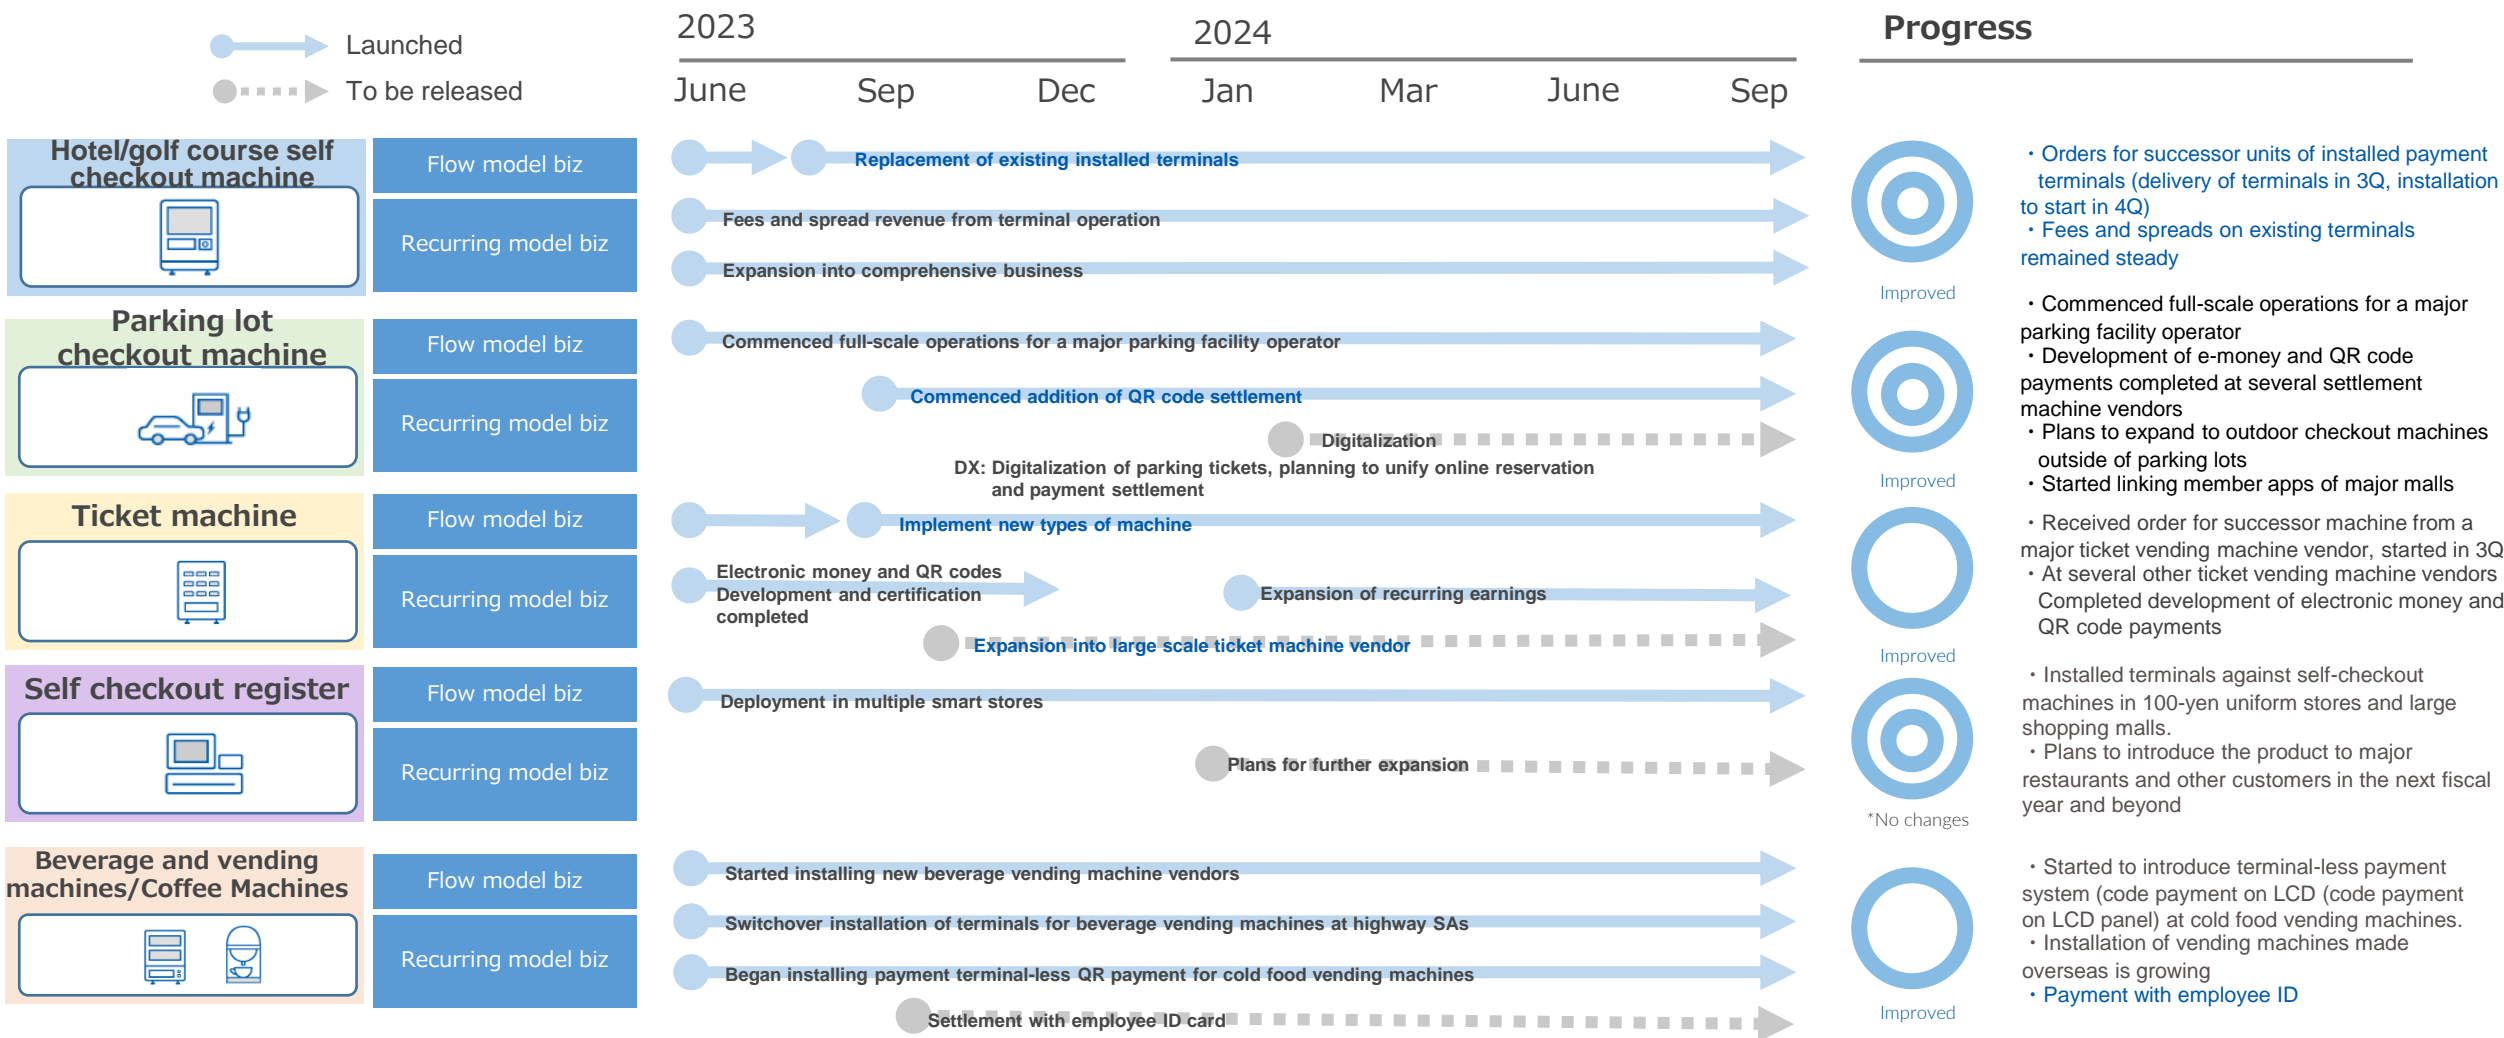 Launched
To be released
2023
2024
Progress
June
Sep
Dec
Jan
Mar
June
Sep
Hotel/golf course self
checkout machine
Flow model biz
Recurring model biz
Replacement of existing installed terminals
Fees and spread revenue from terminal operation
Expansion into comprehensive business
Improved
・Orders for successor units of installed payment
terminals (delivery of terminals in 3Q, installation
to start in 4Q)
・Fees and spreads on existing terminals
remained steady
Parking lot
checkout machine
Flow model biz
Recurring model biz
Commenced full-scale operations for a major parking facility operator
Commenced addition of QR code settlement
Digitalization
DX: Digitalization of parking tickets, planning to unify online reservation
and payment settlement
Improved
・Commenced full-scale operations for a major
parking facility operator
・Development of e-money and QR code
payments completed at several settlement
machine vendors
・Plans to expand to outdoor checkout machines
outside of parking lots
・Started linking member apps of major malls
Ticket machine
Flow model biz
Recurring model biz
Implement new types of machine
Electronic money and QR codes
Development and certification
completed
Expansion of recurring earnings
Expansion into large scale ticket machine vendor
Improved
・Received order for successor machine from a
major ticket vending machine vendor, started in 3Q
・At several other ticket vending machine vendors
Completed development of electronic money and
QR code payments
Self checkout register
Flow model biz
Recurring model biz
Deployment in multiple smart stores
Plans for further expansion
*No changes
・Installed terminals against self-checkout
machines in 100-yen uniform stores and large
shopping malls.
・Plans to introduce the product to major
restaurants and other customers in the next fiscal
year and beyond
Beverage and vending
machines/Coffee Machines
Flow model biz
Recurring model biz
Started installing new beverage vending machine vendors
Switchover installation of terminals for beverage vending machines at highway SAs
Began installing payment terminal-less QR payment for cold food vending machines
Settlement with employee ID card
Improved
・Started to introduce terminal-less payment
system (code payment on LCD (code payment
on LCD panel) at cold food vending machines.
・Installation of vending machines made
overseas is growing
・Payment with employee ID